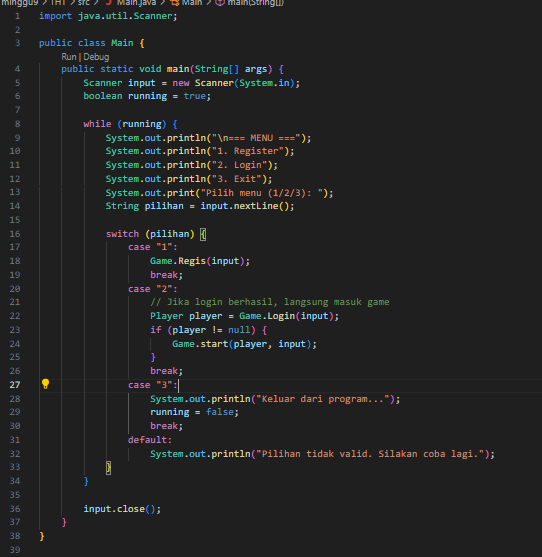 minggu9 > THT > src > Main.java > Main > main(String[])
1 import java.util.Scanner;
2
3 public class Main {
Run | Debug
4 public static void main(String[] args) {
5 Scanner input = new Scanner(System.in);
6 boolean running = true;
7
8 while (running) {
9 System.out.println("\n=== MENU ===");
10 System.out.println("1. Register");
11 System.out.println("2. Login");
12 System.out.println("3. Exit");
13 System.out.print("Pilih menu (1/2/3): ");
14 String pilihan = input.nextLine();
15
16 switch (pilihan) {
17 case "1":
18 Game.Regis(input);
19 break;
20 case "2":
21 // Jika login berhasil, langsung masuk game
22 Player player = Game.Login(input);
23 if (player != null) {
24 Game.start(player, input);
25 }
26 break;
27 case "3":
28 System.out.println("Keluar dari program...");
29 running = false;
30 break;
31 default:
32 System.out.println("Pilihan tidak valid. Silakan coba lagi.");
33 }
34 }
35
36 input.close();
37 }
38 }
39